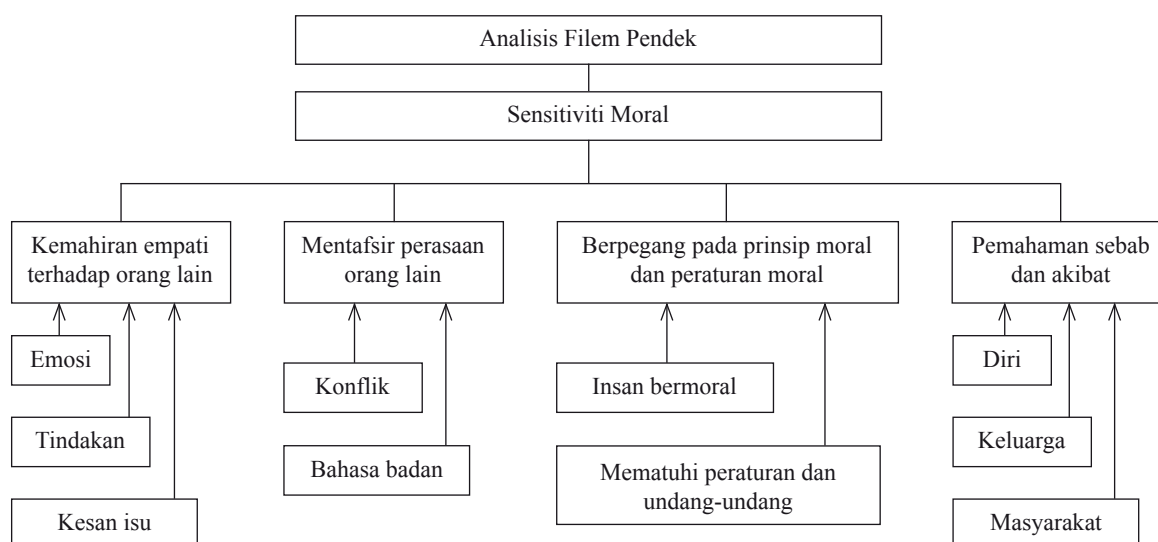 Analisis Filem Pendek
Sensitiviti Moral
Kemahiran empati
terhadap orang lain
Mentafsir perasaan
orang lain
Berpegang pada prinsip moral
dan peraturan moral
Pemahaman sebab
dan akibat
Emosi
Tindakan
Kesan isu
Konflik
Bahasa badan
Insan bermoral
Mematuhi peraturan dan
undang-undang
Diri
Keluarga
Masyarakat